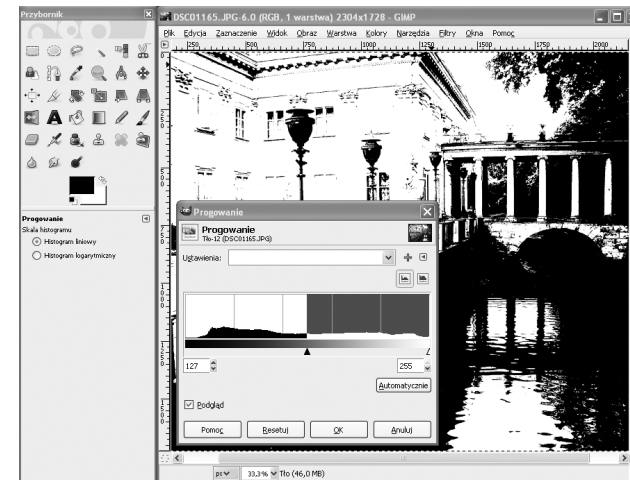 Przybornik
DSC01165.JPG-6.0 (RGB, 1 warstwa) 2304x1728 - GIMP
Plik Edycja Zaznaczenie Widok Obraz Warstwa Kolory Narzędzia Filtry Okna Pomoc
250 500 750 1000 1250 1500 1750 2000
Progowanie
Skala histogramu
Histogram liniowy
Histogram logarytmiczny
Progowanie
Progowanie
Tło-12 (DSC01165.JPG)
Ustawienia:
127 255
Automatycznie
Podgląd
Pomoc Resetuj OK Anuluj
px 33,3% Tło (46,0 MB)